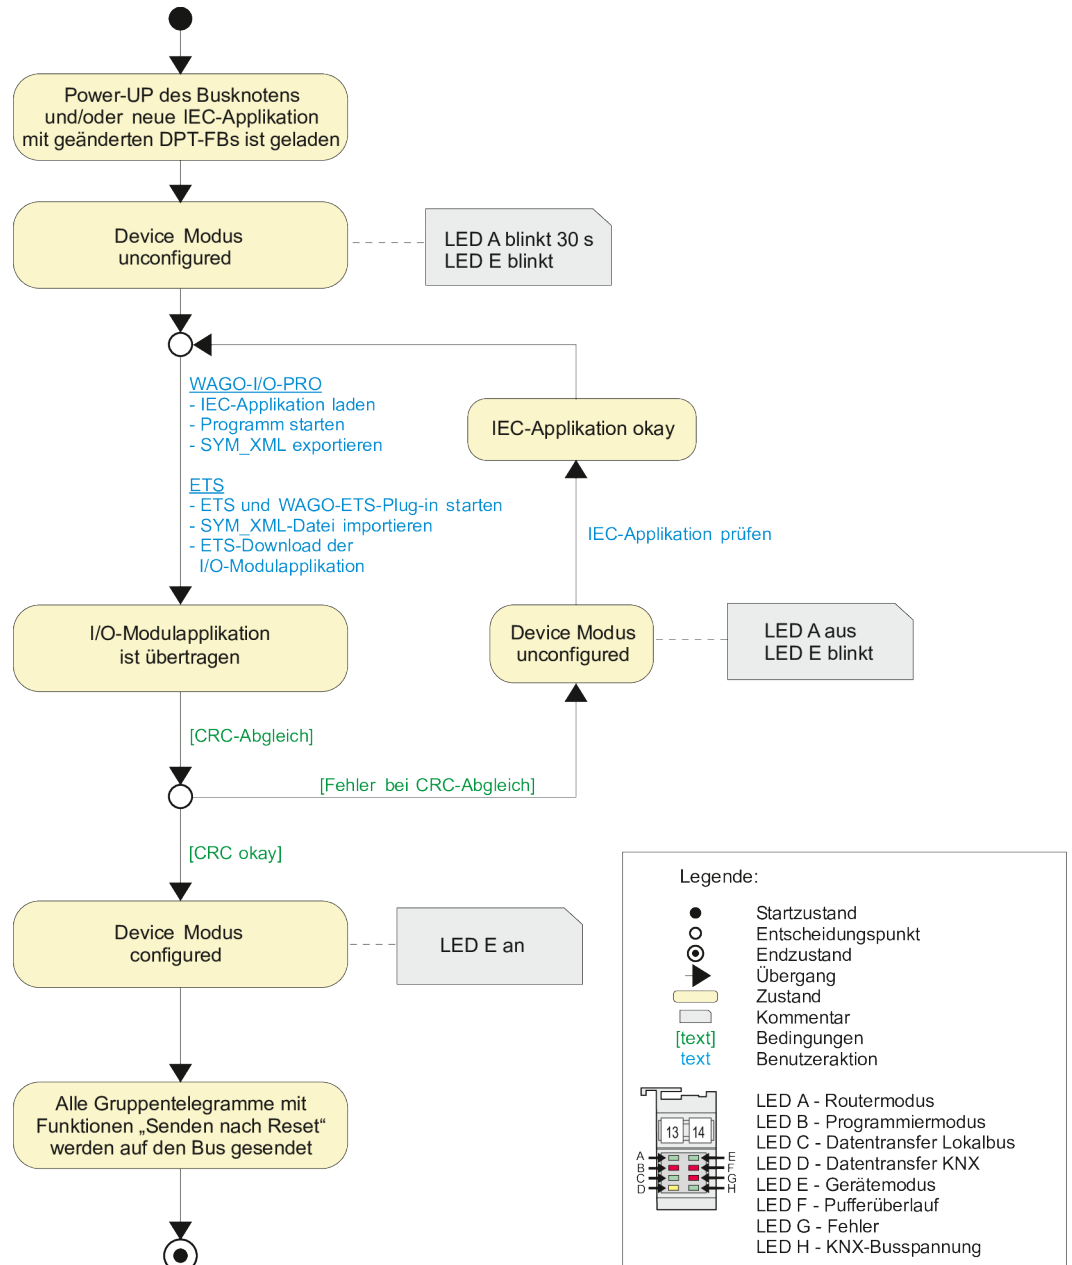 Power-UP des Busknotens
und/oder neue IEC-Applikation
mit geänderten DPT-FBs ist geladen
Device Modus
unconfigured
LED A blinkt 30 s
LED E blinkt
WAGO-I/O-PRO
- IEC-Applikation laden
- Programm starten
- SYM_XML exportieren
ETS
- ETS und WAGO-ETS-Plug-in starten
- SYM_XML-Datei importieren
- ETS-Download der
I/O-Modulapplikation
IEC-Applikation okay
IEC-Applikation prüfen
I/O-Modulapplikation
ist übertragen
Device Modus
unconfigured
LED A aus
LED E blinkt
[CRC-Abgleich]
[Fehler bei CRC-Abgleich]
[CRC okay]
Device Modus
configured
LED E an
Alle Gruppentelegramme mit
Funktionen „Senden nach Reset“
werden auf den Bus gesendet
Legende:
Startzustand
Entscheidungspunkt
Endzustand
Übergang
Zustand
Kommentar
[text] Bedingungen
text Benutzeraktion
13 14
A
B
C
D
E
F
G
H
LED A - Routermodus
LED B - Programmiermodus
LED C - Datentransfer Lokalbus
LED D - Datentransfer KNX
LED E - Gerätemodus
LED F - Pufferüberlauf
LED G - Fehler
LED H - KNX-Busspannung